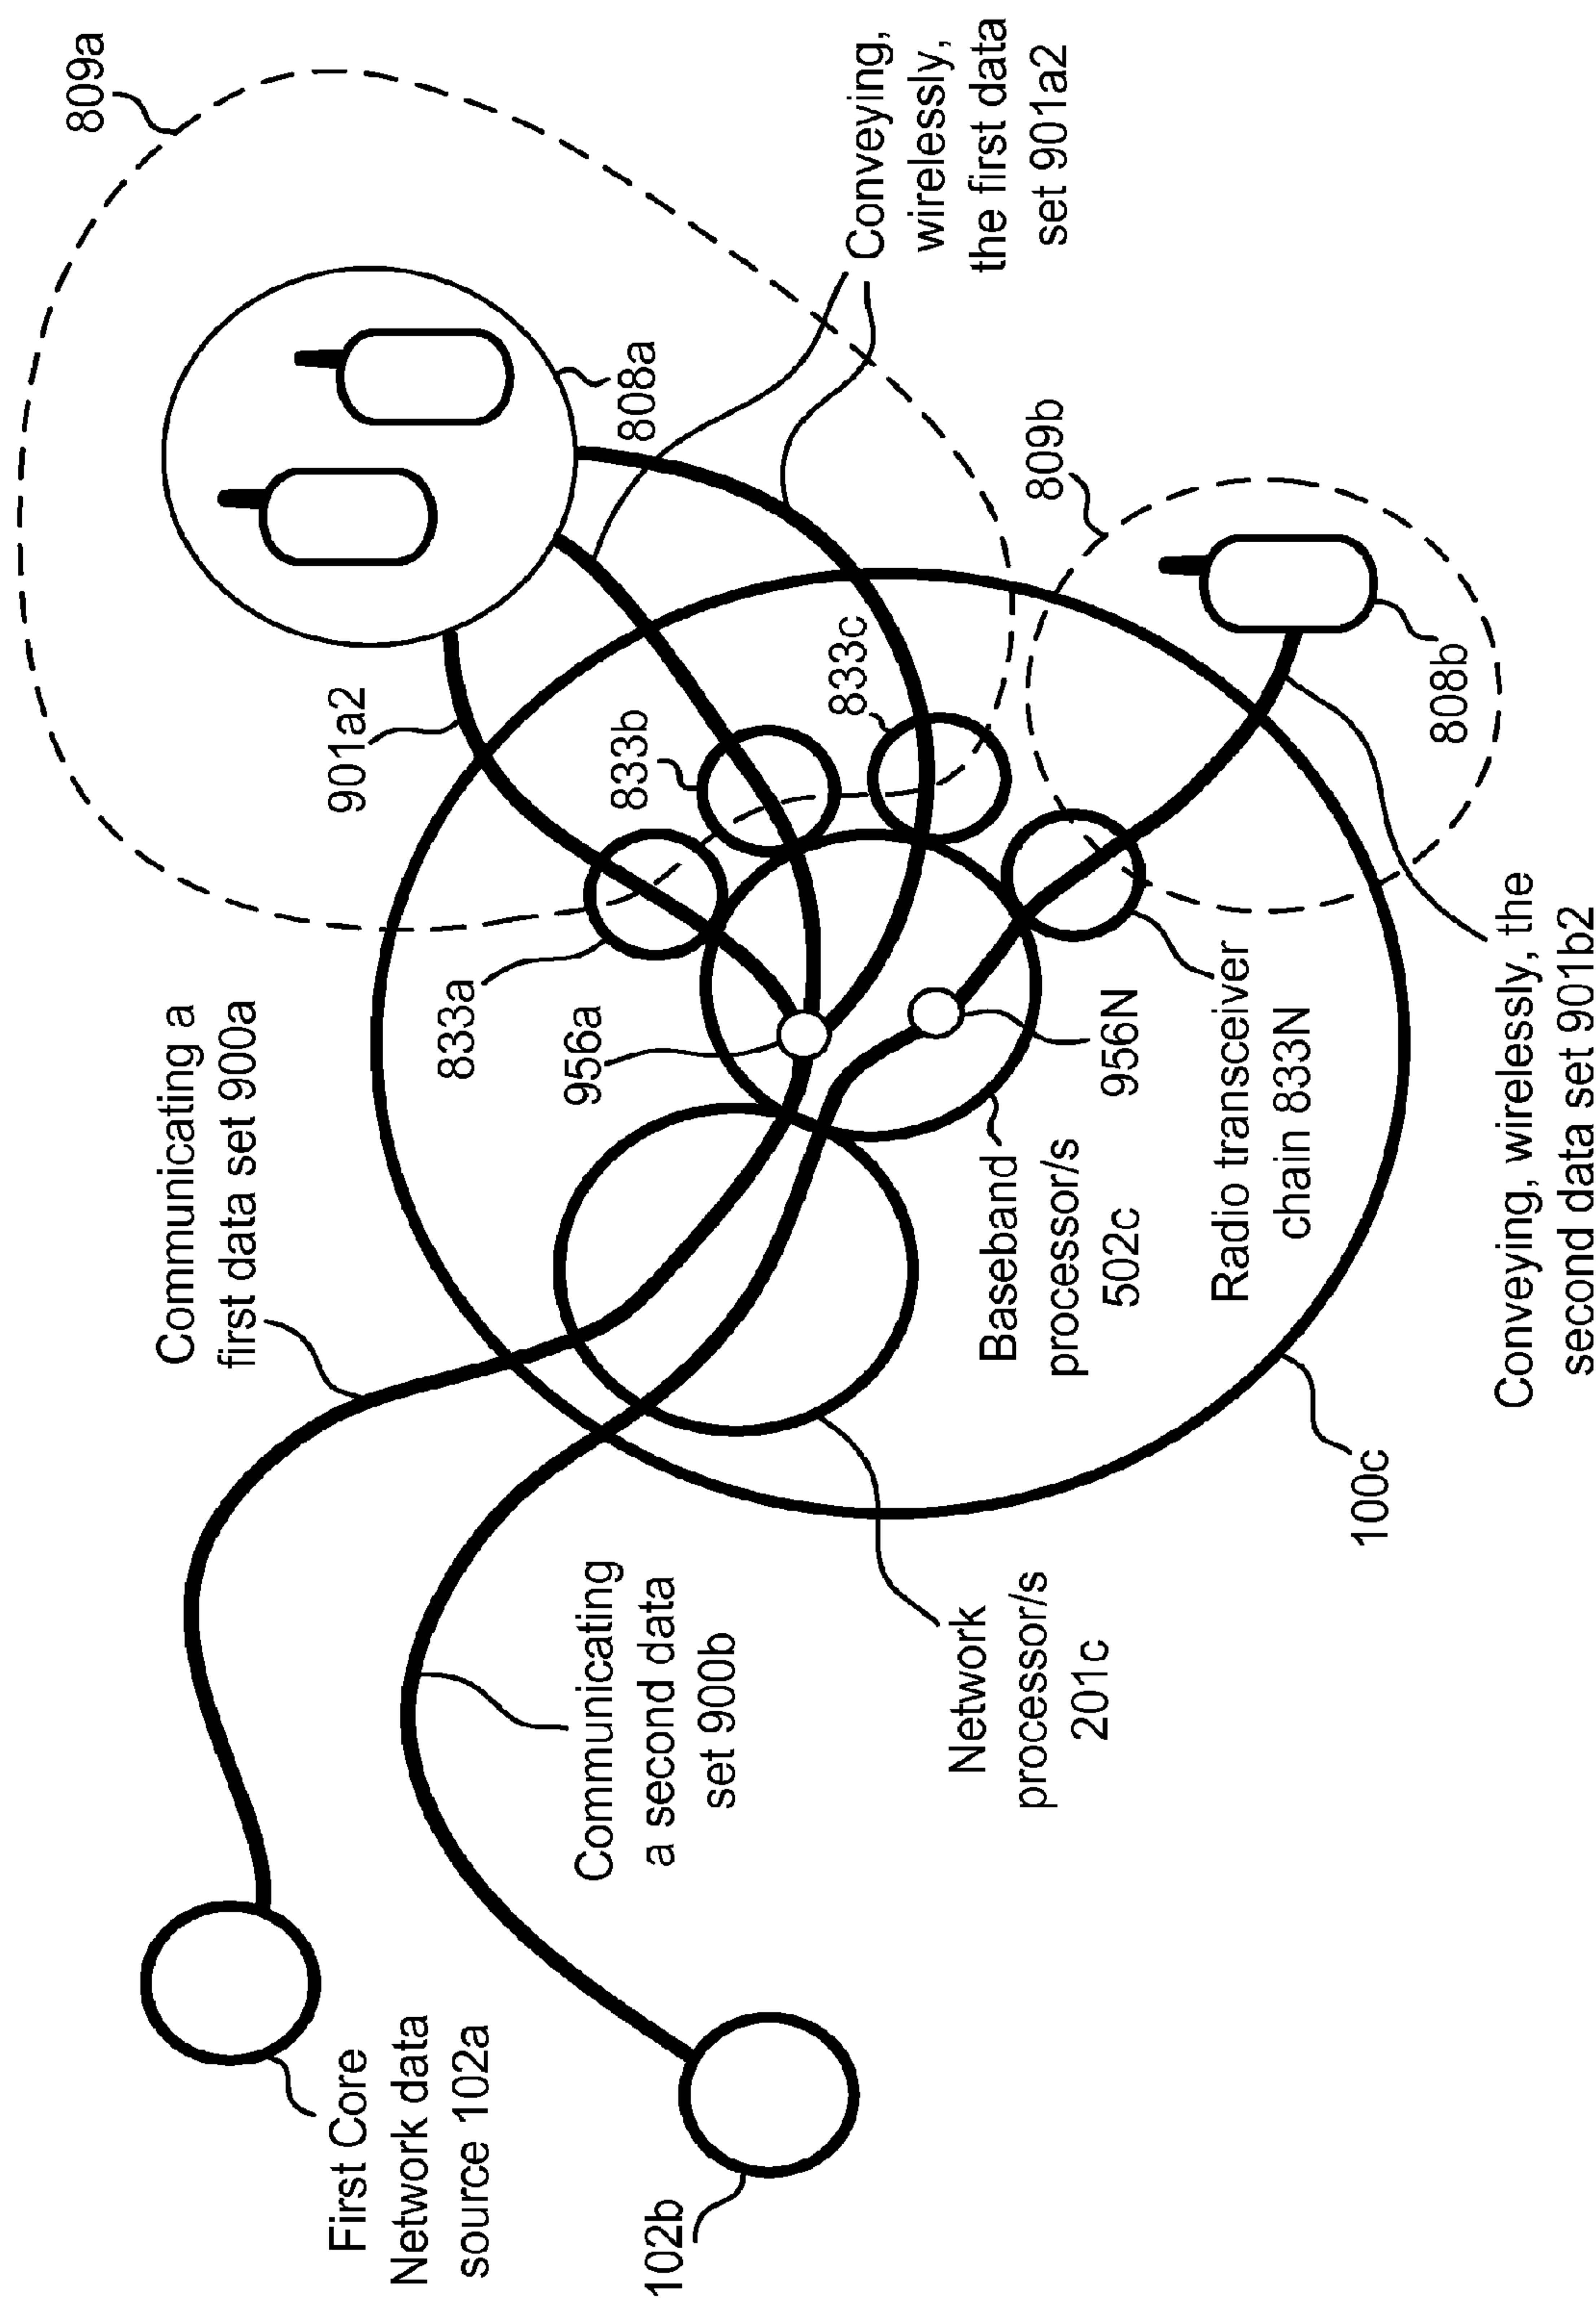 809a
Conveying,
wirelessly,
the first data
set 901a2
808a
809b
901a2
833b
833c
808b
Communicating a
first data set 900a
833a
956a
956N
Radio transceiver
chain 833N
Conveying, wirelessly, the
second data set 901b2
Baseband
processor/s
502c
100c
Communicating
a second data
set 900b
Network
processor/s
201c
First Core
Network data
source 102a
102b